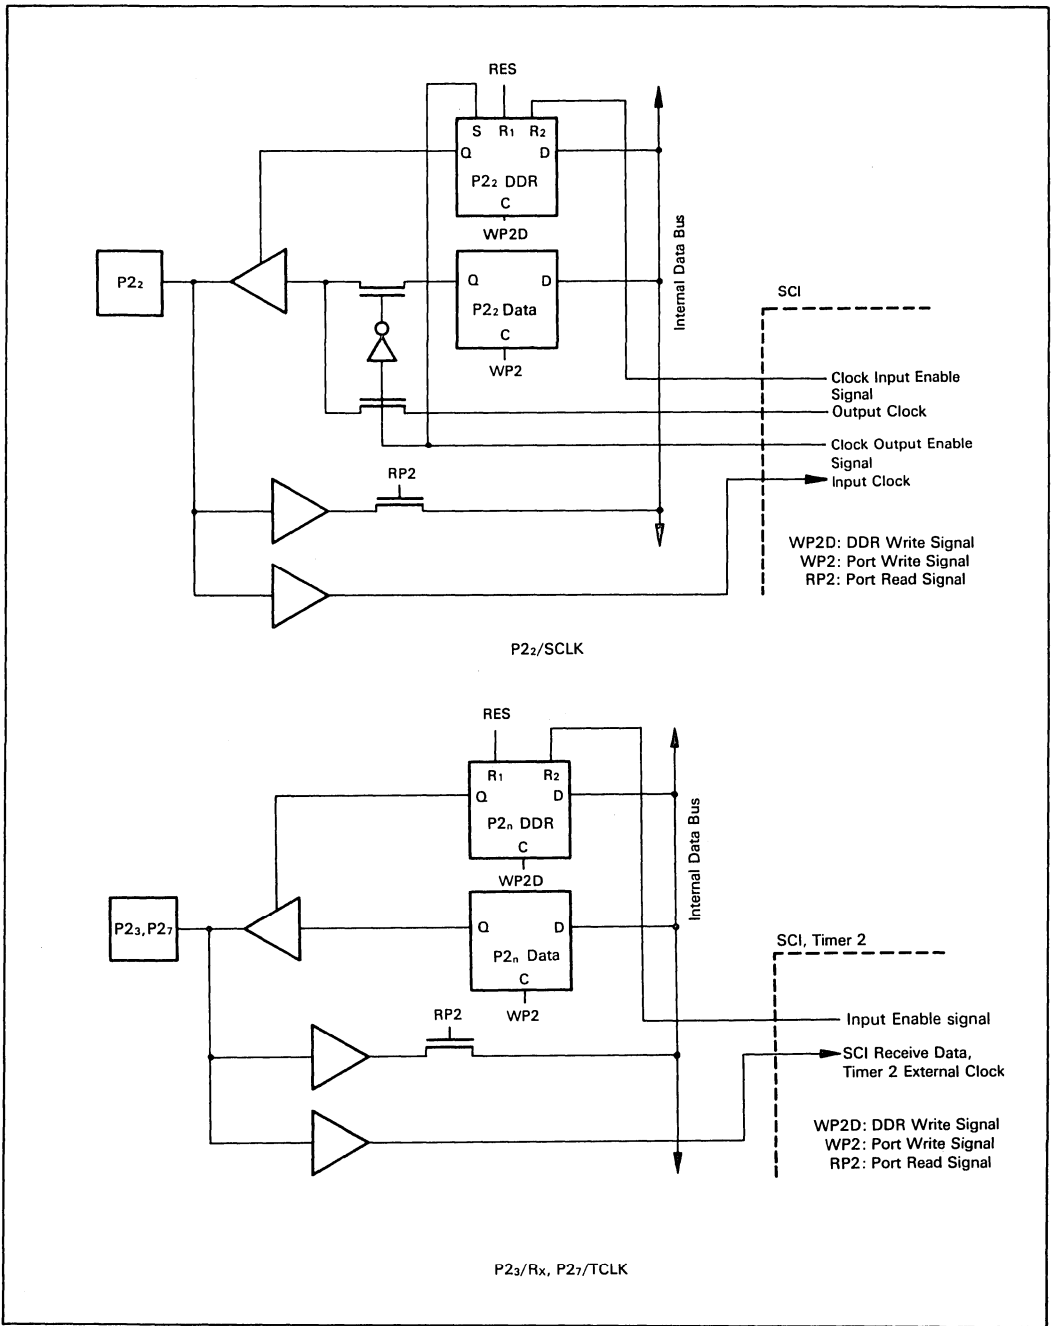 RES
S R₁ R₂
Q D
P2₂ DDR
C
WP2D
Internal Data Bus
P2₂
Q D
P2₂ Data
C
WP2
SCI
Clock Input Enable
Signal
Output Clock
Clock Output Enable
Signal
Input Clock
RP2
WP2D: DDR Write Signal
WP2: Port Write Signal
RP2: Port Read Signal
P2₂/SCLK
RES
R₁ R₂
Q D
P2ₙ DDR
C
WP2D
Internal Data Bus
P2₃, P2₇
Q D
P2ₙ Data
C
WP2
SCI, Timer 2
RP2
Input Enable signal
SCI Receive Data,
Timer 2 External Clock
WP2D: DDR Write Signal
WP2: Port Write Signal
RP2: Port Read Signal
P2₃/Rx, P2₇/TCLK